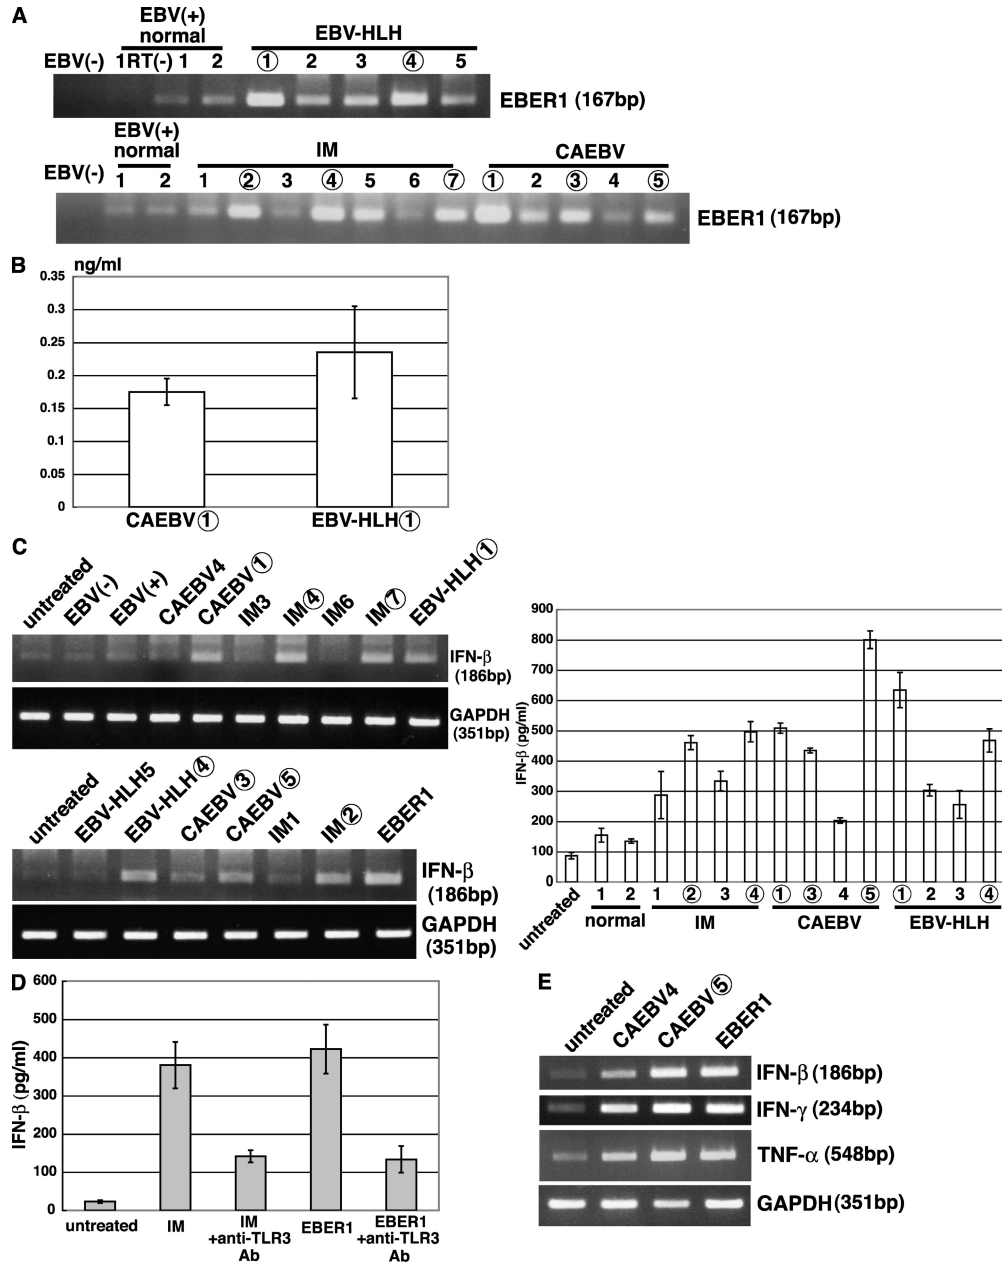 A
EBV(+)
normal
EBV-HLH
EBV(-) 1RT(-) 1 2 ① 2 3 ④ 5
EBER1 (167bp)
EBV(+)
normal
IM
CAEBV
EBV(-) 1 2 1 ② 3 ④ 5 6 ⑦ ① 2 ③ 4 ⑤
EBER1 (167bp)
B
ng/ml
0.35
0.3
0.25
0.2
0.15
0.1
0.05
0
CAEBV① EBV-HLH①
C
untreated EBV(-) EBV(+) CAEBV4 CAEBV① IM3 IM④ IM6 IM⑦ EBV-HLH①
IFN-β
(186bp)
GAPDH
(351bp)
untreated EBV-HLH5 EBV-HLH④ CAEBV③ CAEBV⑤ IM1 IM② EBER1
IFN-β
(186bp)
GAPDH
(351bp)
IFN-β (pg/ml)
900
800
700
600
500
400
300
200
100
0
untreated 1 2 1 ② 3 ④ ① ③ 4 ⑤ ① 2 3 ④
normal IM CAEBV EBV-HLH
D
IFN-β (pg/ml)
600
500
400
300
200
100
0
untreated
IM
IM
+anti-TLR3
Ab
EBER1
EBER1
+anti-TLR3
Ab
E
untreated CAEBV4 CAEBV⑤ EBER1
IFN-β (186bp)
IFN-γ (234bp)
TNF-α (548bp)
GAPDH (351bp)